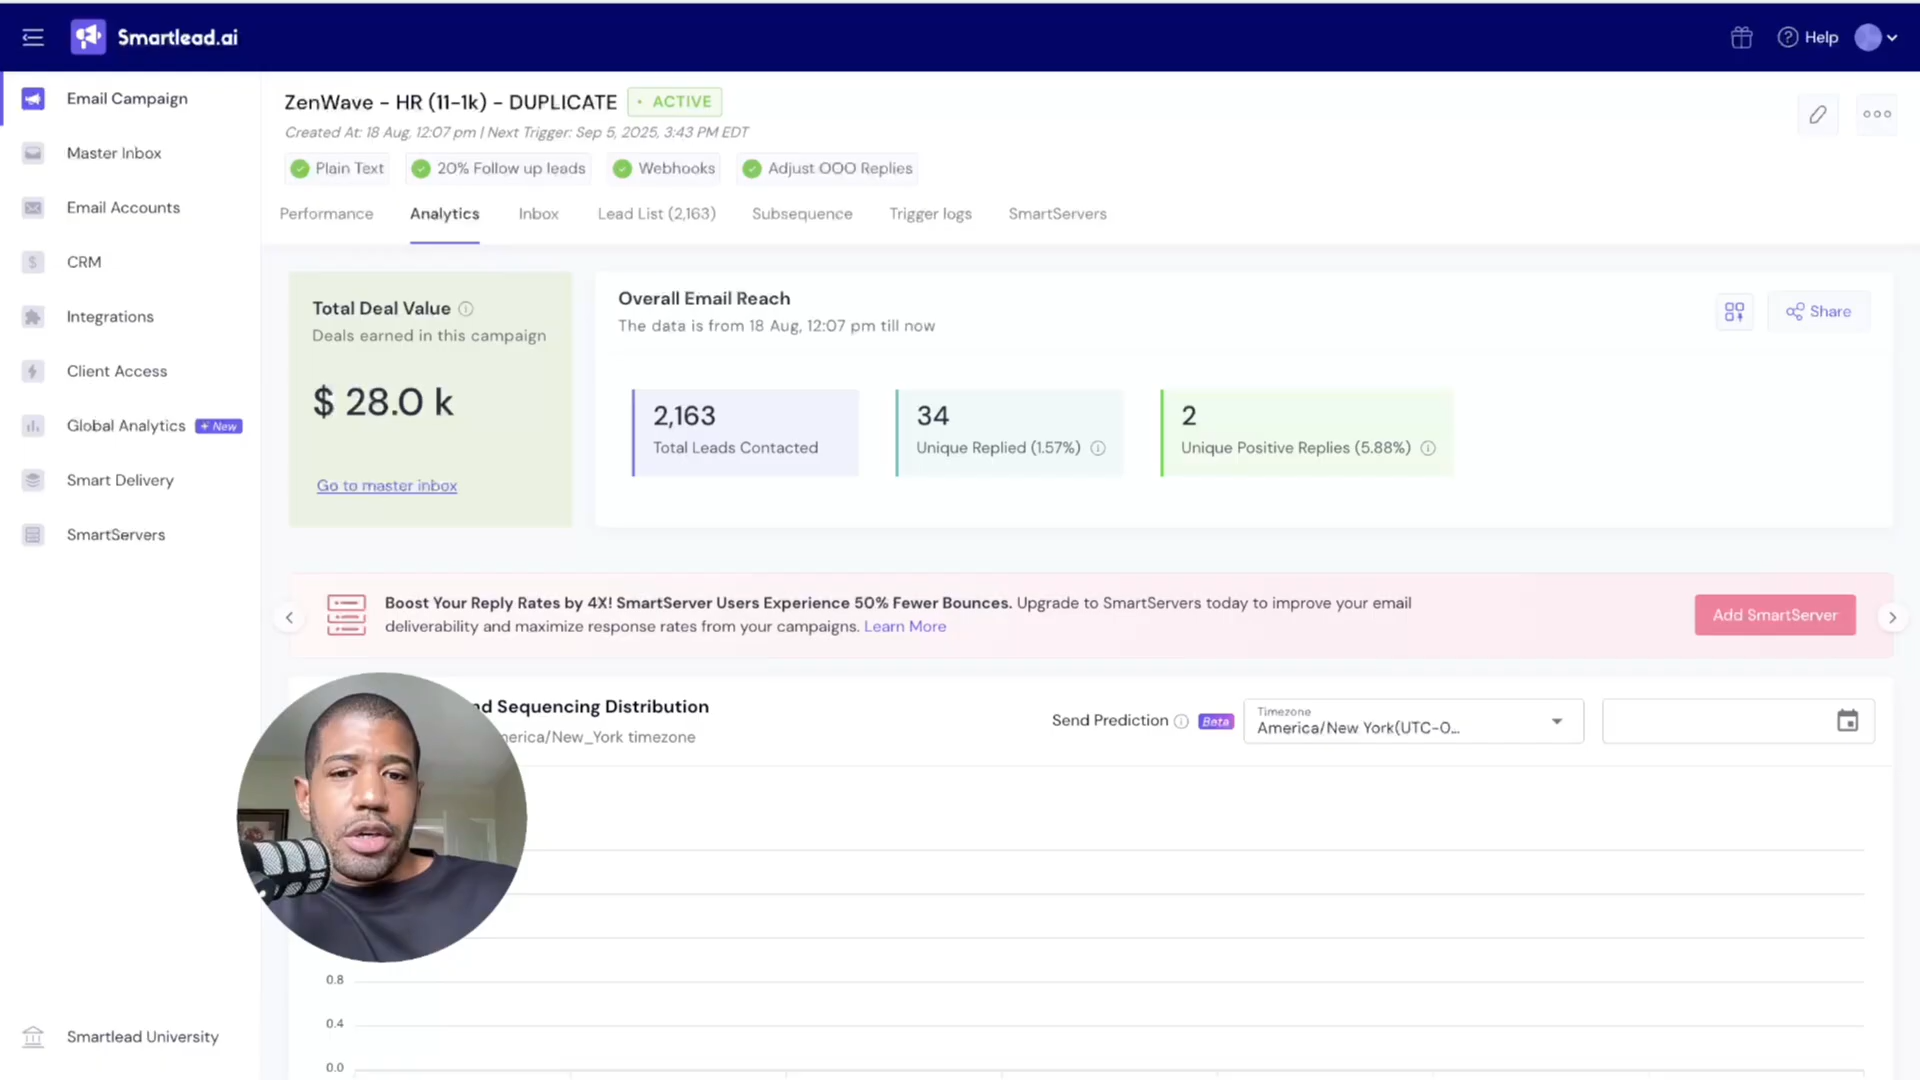 Smartlead.ai
Help
Email Campaign
Master Inbox
Email Accounts
CRM
Integrations
Client Access
Global Analytics
+ New
Smart Delivery
SmartServers
Smartlead University
ZenWave - HR (11-1k) - DUPLICATE
• ACTIVE
Created At: 18 Aug, 12:07 pm | Next Trigger: Sep 5, 2025, 3:43 PM EDT
Plain Text
20% Follow up leads
Webhooks
Adjust OOO Replies
Performance
Analytics
Inbox
Lead List (2,163)
Subsequence
Trigger logs
SmartServers
Total Deal Value
Deals earned in this campaign
$ 28.0 k
Go to master inbox
Overall Email Reach
The data is from 18 Aug, 12:07 pm till now
Share
2,163
Total Leads Contacted
34
Unique Replied (1.57%)
2
Unique Positive Replies (5.88%)
Boost Your Reply Rates by 4X! SmartServer Users Experience 50% Fewer Bounces. Upgrade to SmartServers today to improve your email
deliverability and maximize response rates from your campaigns. Learn More
Add SmartServer
Sequencing Distribution
timezone
Send Prediction
Beta
Timezone
America/New York(UTC-0...
0.8
0.4
0.0